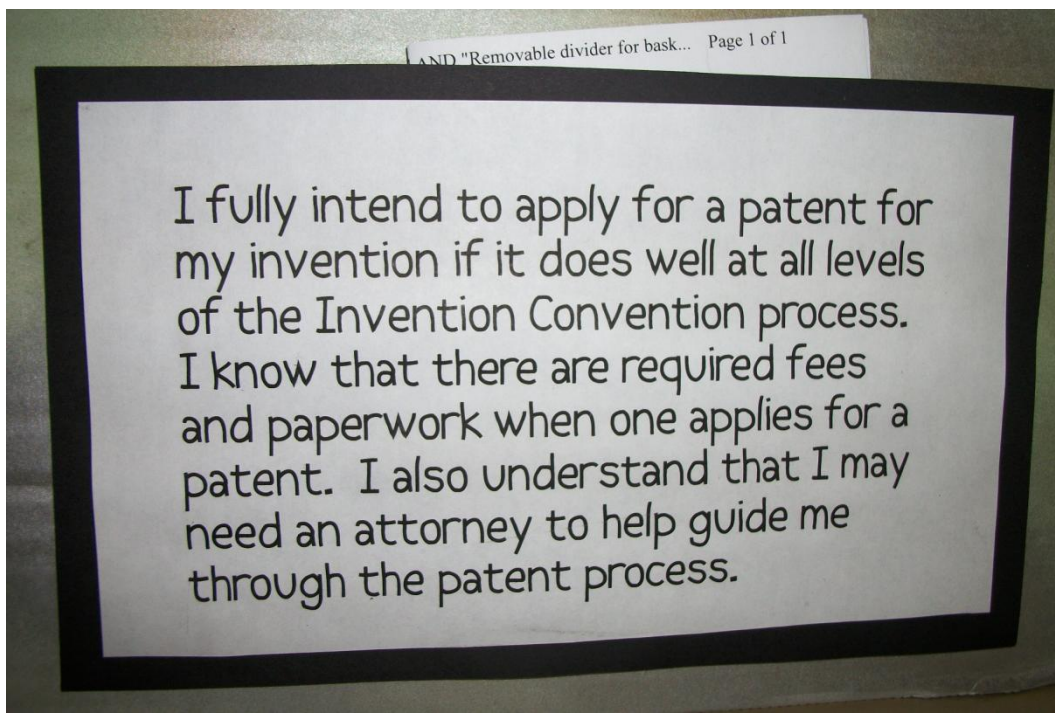 AND "Removable divider for bask... Page 1 of 1
I fully intend to apply for a patent for
my invention if it does well at all levels
of the Invention Convention process.
I know that there are required fees
and paperwork when one applies for a
patent. I also understand that I may
need an attorney to help guide me
through the patent process.